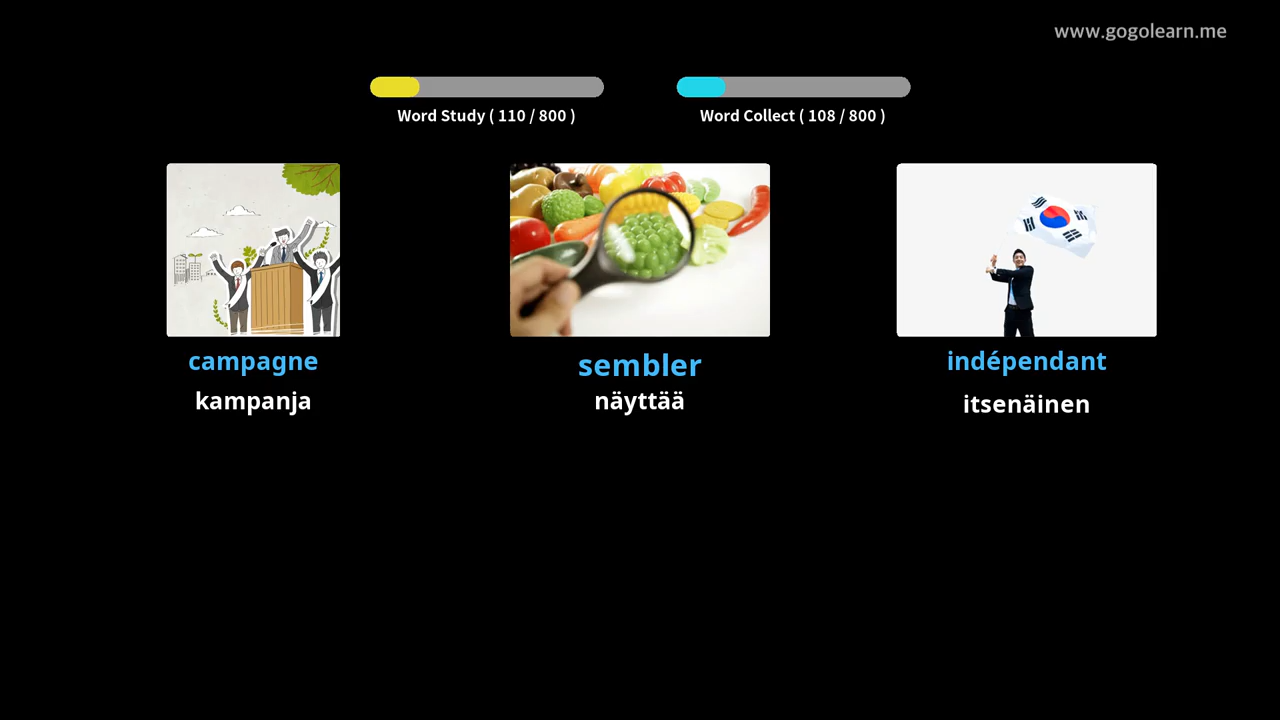 www.gogolearn.me
Word Study ( 110 / 800 )
Word Collect ( 108 / 800 )
campagne
kampanja
sembler
näyttää
indépendant
itsenäinen